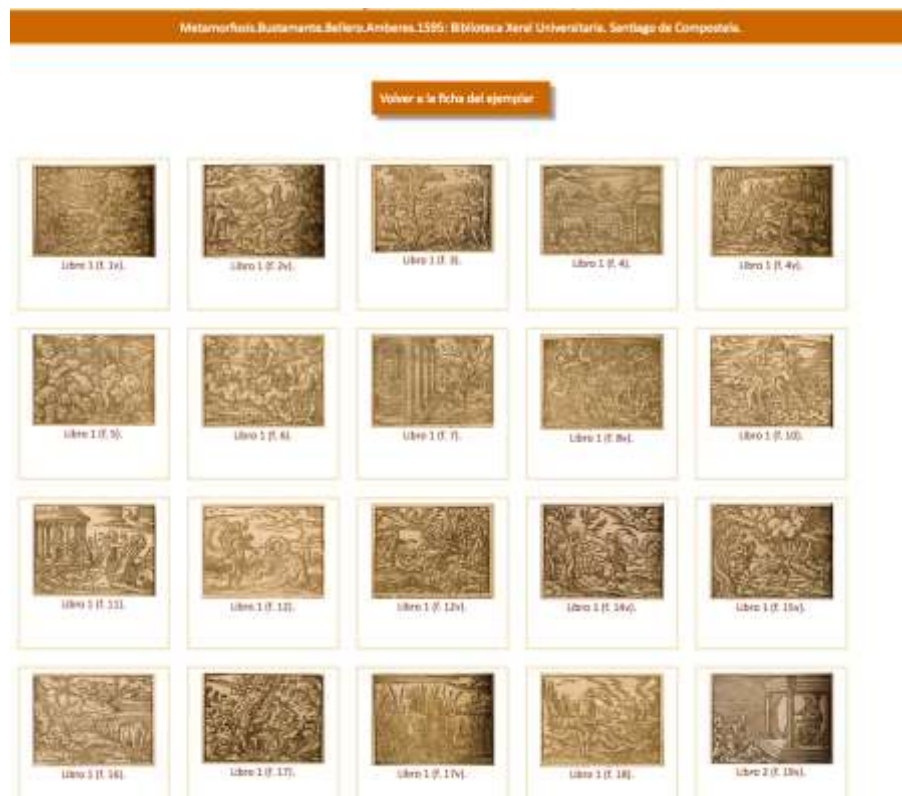 Metamorfosis.Bustamante.Bellero.Amberes.1595: Biblioteca Xeral Universitaria. Santiago de Compostela.
Volver a la ficha del ejemplar
Libro 1 (f. 1v).
Libro 1 (f. 2v).
Libro 1 (f. 3).
Libro 1 (f. 4).
Libro 1 (f. 4v).
Libro 1 (f. 5).
Libro 1 (f. 6).
Libro 1 (f. 7).
Libro 1 (f. 8v).
Libro 1 (f. 10).
Libro 1 (f. 11).
Libro 1 (f. 12).
Libro 1 (f. 12v).
Libro 1 (f. 14v).
Libro 1 (f. 15v).
Libro 1 (f. 16).
Libro 1 (f. 17).
Libro 1 (f. 17v).
Libro 1 (f. 18).
Libro 2 (f. 19v).